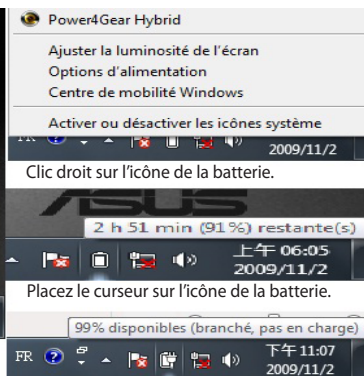 Power4Gear Hybrid
Ajuster la luminosité de l'écran
Options d'alimentation
Centre de mobilité Windows
Activer ou désactiver les icônes système
2009/11/2
Clic droit sur l'icône de la batterie.
ASUS
2 h 51 min (91%) restante(s)
上午 06:05
2009/11/2
Placez le curseur sur l'icône de la batterie.
99% disponibles (branché, pas en charge)
FR 下午 11:07
2009/11/2